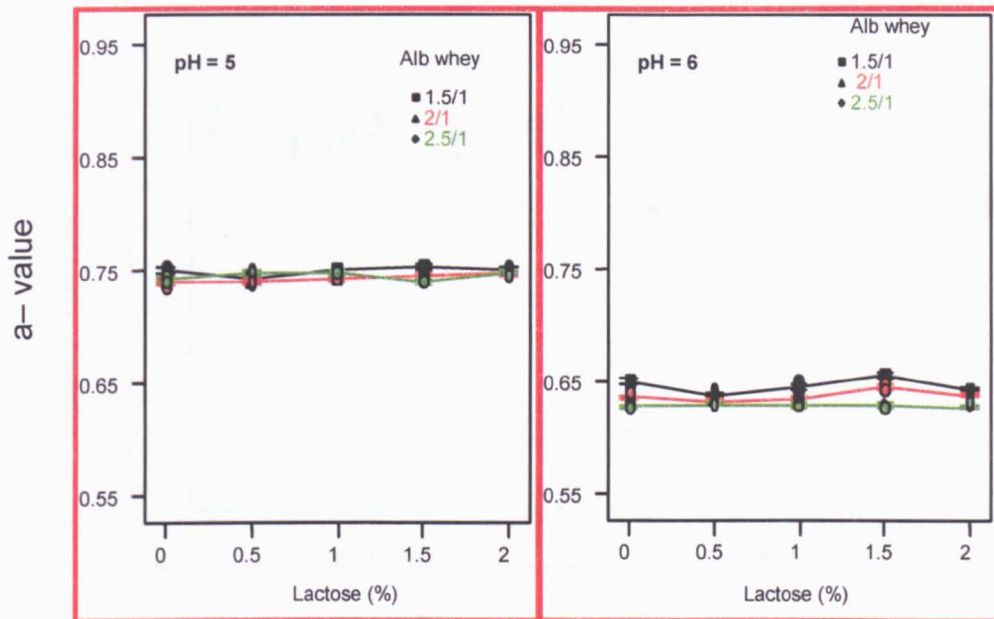 a– value
pH = 5
Alb whey
1.5/1
2/1
2.5/1
0.95
0.85
0.75
0.65
0.55
0 0.5 1 1.5 2
Lactose (%)
pH = 6
Alb whey
1.5/1
2/1
2.5/1
0.95
0.85
0.75
0.65
0.55
0 0.5 1 1.5 2
Lactose (%)